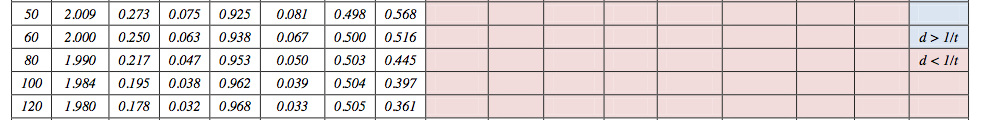 50 2.009 0.273 0.075 0.925 0.081 0.498 0.568
60 2.000 0.250 0.063 0.938 0.067 0.500 0.516 d > 1/t
80 1.990 0.217 0.047 0.953 0.050 0.503 0.445 d < 1/t
100 1.984 0.195 0.038 0.962 0.039 0.504 0.397
120 1.980 0.178 0.032 0.968 0.033 0.505 0.361